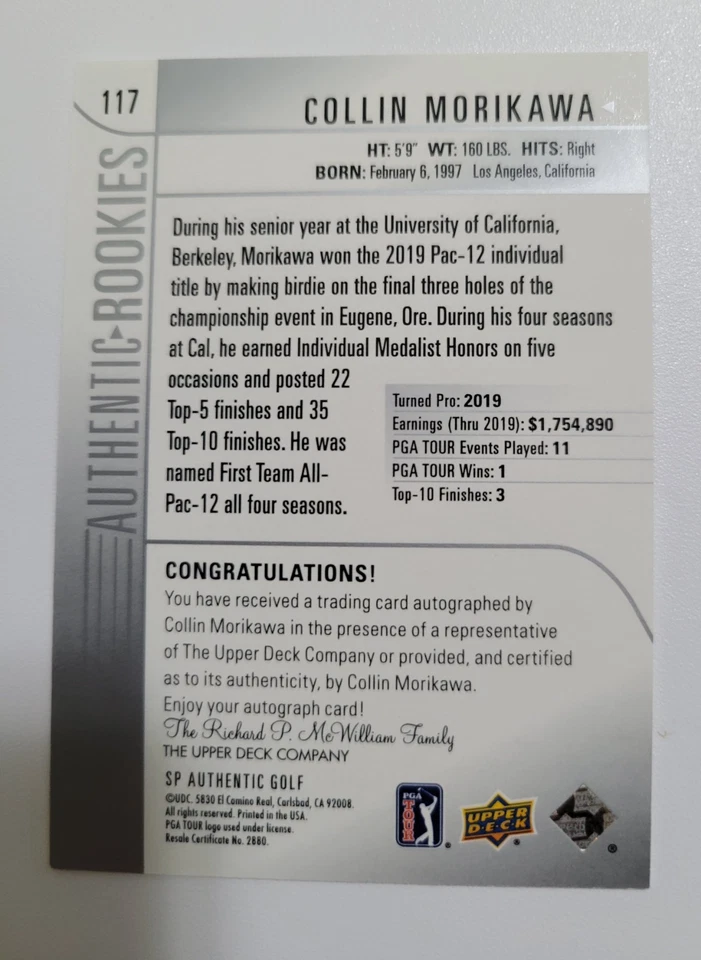 117
COLLIN MORIKAWA
HT: 5'9" WT: 160 LBS. HITS: Right
BORN: February 6, 1997 Los Angeles, California
AUTHENTIC ROOKIES
During his senior year at the University of California,
Berkeley, Morikawa won the 2019 Pac-12 individual
title by making birdie on the final three holes of the
championship event in Eugene, Ore. During his four seasons
at Cal, he earned Individual Medalist Honors on five
occasions and posted 22
Top-5 finishes and 35
Top-10 finishes. He was
named First Team All-
Pac-12 all four seasons.
Turned Pro: 2019
Earnings (Thru 2019): $1,754,890
PGA TOUR Events Played: 11
PGA TOUR Wins: 1
Top-10 Finishes: 3
CONGRATULATIONS!
You have received a trading card autographed by
Collin Morikawa in the presence of a representative
of The Upper Deck Company or provided, and certified
as to its authenticity, by Collin Morikawa.
Enjoy your autograph card!
The Richard P. McWilliam Family
THE UPPER DECK COMPANY
SP AUTHENTIC GOLF
©UDC. 5830 El Camino Real, Carlsbad, CA 92008.
All rights reserved. Printed in the USA.
PGA TOUR logo used under license.
Resale Certificate No. 2880.
PGA
TOUR
®
UPPER
DECK
®
®